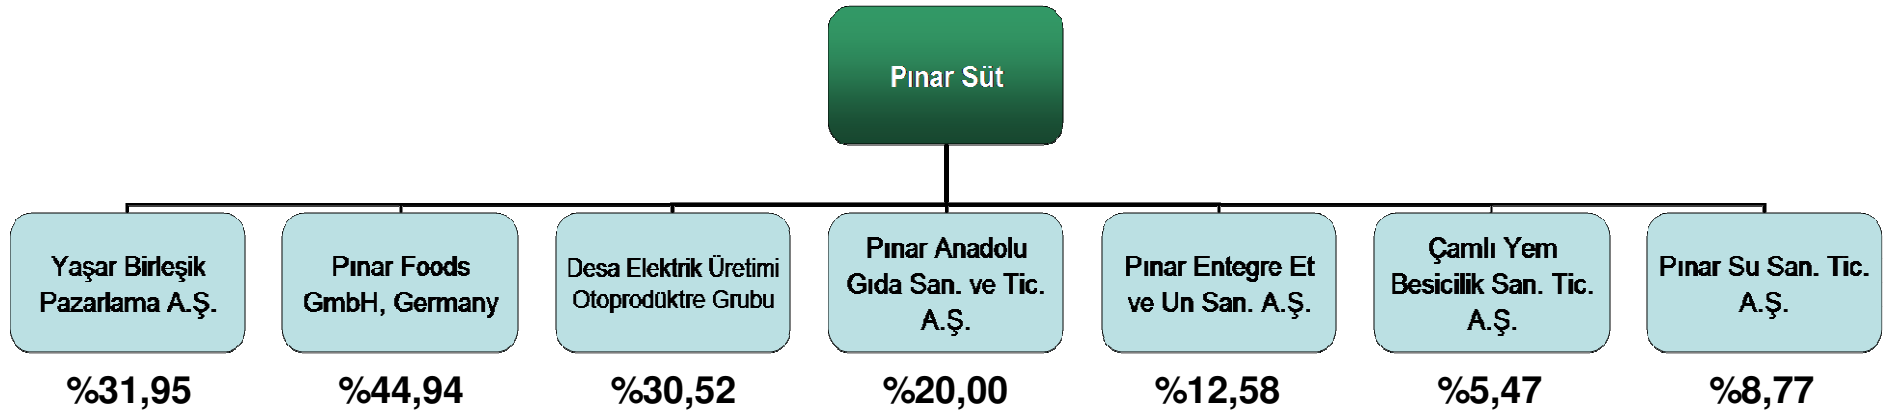 Pınar Süt
Yaşar Birleşik
Pazarlama A.Ş.
Pınar Foods
GmbH, Germany
Desa Elektrik Üretimi
Otoprodüktre Grubu
Pınar Anadolu
Gıda San. ve Tic.
A.Ş.
Pınar Entegre Et
ve Un San. A.Ş.
Çamlı Yem
Besicilik San. Tic.
A.Ş.
Pınar Su San. Tic.
A.Ş.
%31,95
%44,94
%30,52
%20,00
%12,58
%5,47
%8,77